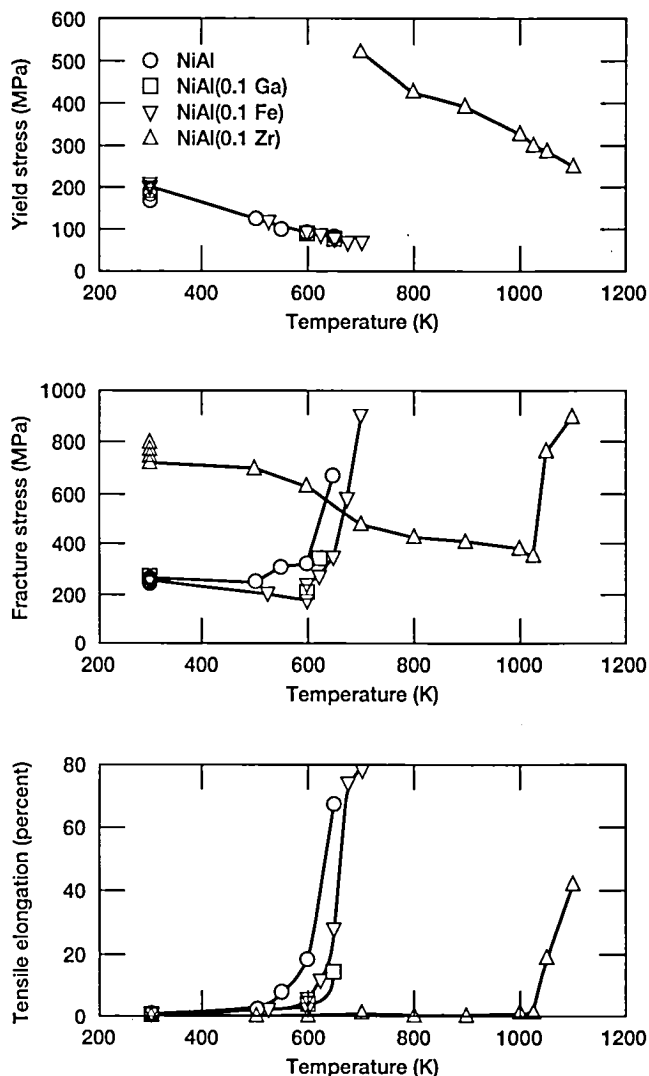 600
500
400
300
200
100
0
Yield stress (MPa)
NiAl
NiAl(0.1 Ga)
NiAl(0.1 Fe)
NiAl(0.1 Zr)
200 400 600 800 1000 1200
Temperature (K)
1000
800
600
400
200
0
Fracture stress (MPa)
200 400 600 800 1000 1200
Temperature (K)
80
60
40
20
0
Tensile elongation (percent)
200 400 600 800 1000 1200
Temperature (K)